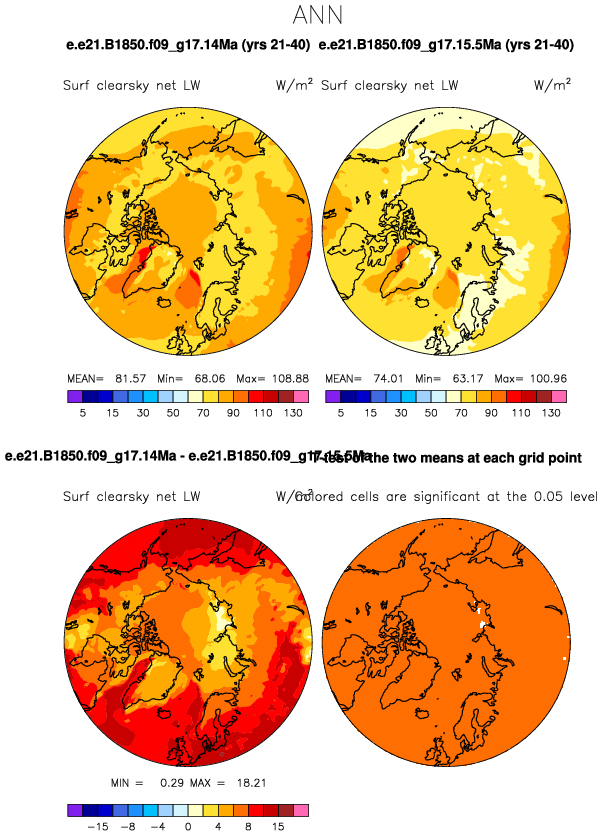 ANN
e.e21.B1850.f09_g17.14Ma (yrs 21-40) e.e21.B1850.f09_g17.15.5Ma (yrs 21-40)
Surf clearsky net LW W/m² Surf clearsky net LW W/m²
MEAN= 81.57 Min= 68.06 Max= 108.88 MEAN= 74.01 Min= 63.17 Max= 100.96
5 15 30 50 70 90 110 130 5 15 30 50 70 90 110 130
e.e21.B1850.f09_g17.14Ma - e.e21.B1850.f09_g17.15.5Ma T-test of the two means at each grid point
Surf clearsky net LW W/m² Colored cells are significant at the 0.05 level
MIN = 0.29 MAX = 18.21
-15 -8 -4 0 4 8 15